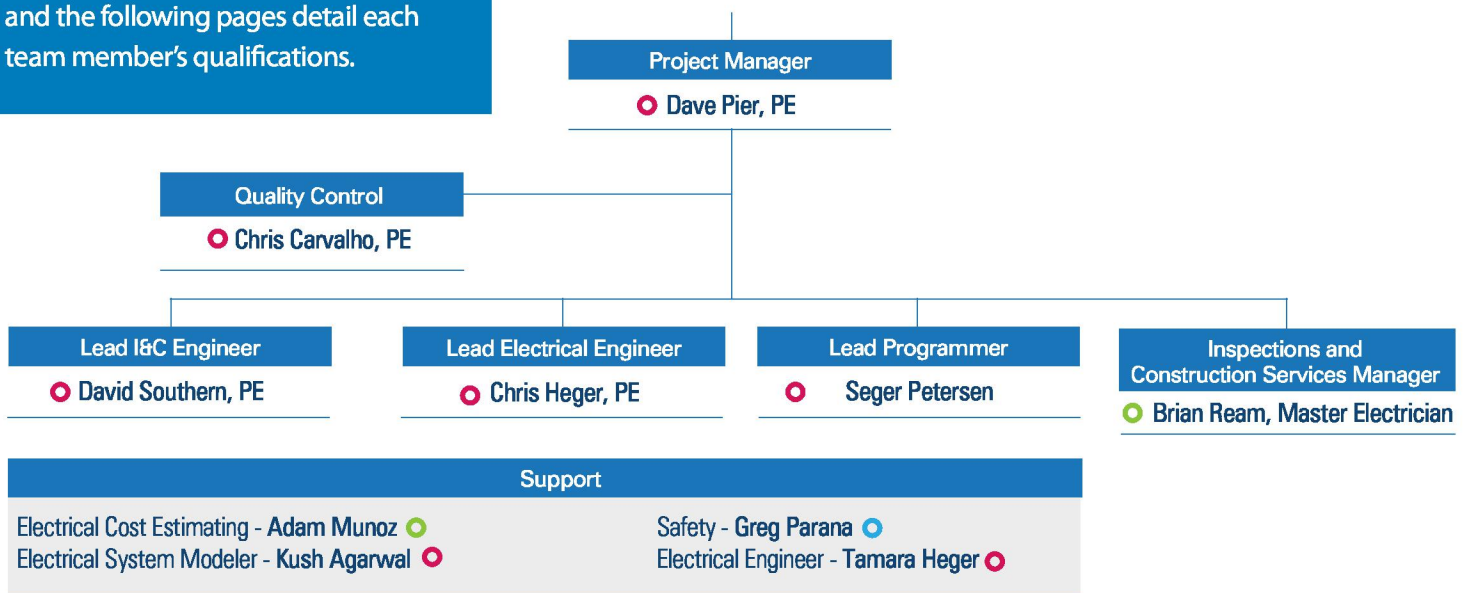 and the following pages detail each
team member's qualifications.
Project Manager
Dave Pier, PE
Quality Control
Chris Carvalho, PE
Lead I&C Engineer
David Southern, PE
Lead Electrical Engineer
Chris Heger, PE
Lead Programmer
Seger Petersen
Inspections and
Construction Services Manager
Brian Ream, Master Electrician
Support
Electrical Cost Estimating - Adam Munoz
Electrical System Modeler - Kush Agarwal
Safety - Greg Parana
Electrical Engineer - Tamara Heger